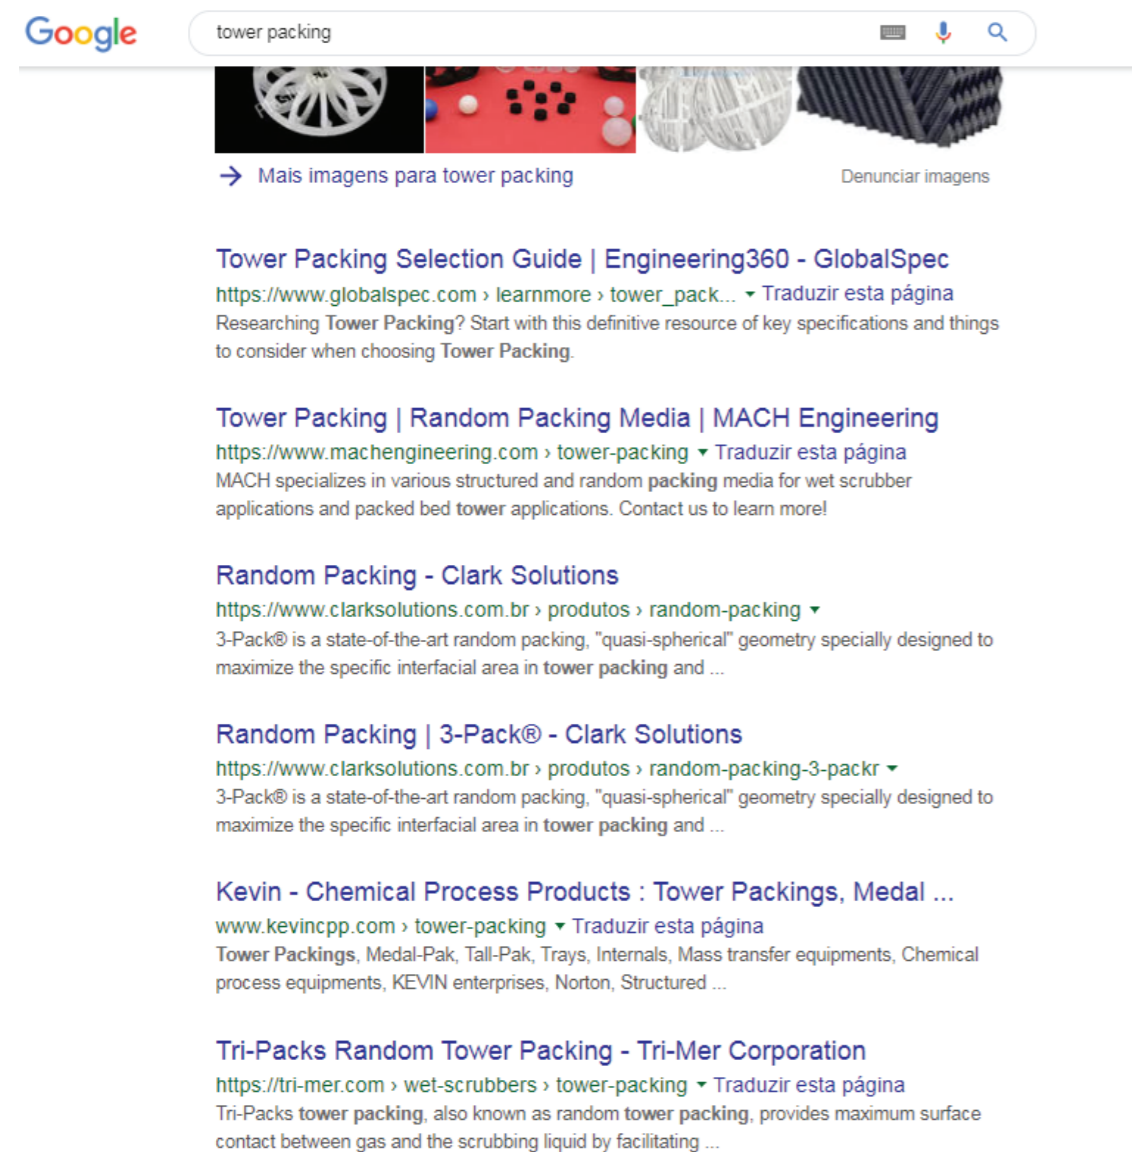 Google
tower packing
Mais imagens para tower packing
Denunciar imagens
Tower Packing Selection Guide | Engineering360 - GlobalSpec
https://www.globalspec.com › learnmore › tower_pack... ▾ Traduzir esta página
Researching Tower Packing? Start with this definitive resource of key specifications and things
to consider when choosing Tower Packing.
Tower Packing | Random Packing Media | MACH Engineering
https://www.machengineering.com › tower-packing ▾ Traduzir esta página
MACH specializes in various structured and random packing media for wet scrubber
applications and packed bed tower applications. Contact us to learn more!
Random Packing - Clark Solutions
https://www.clarksolutions.com.br › produtos › random-packing ▾
3-Pack® is a state-of-the-art random packing, "quasi-spherical" geometry specially designed to
maximize the specific interfacial area in tower packing and ...
Random Packing | 3-Pack® - Clark Solutions
https://www.clarksolutions.com.br › produtos › random-packing-3-packr ▾
3-Pack® is a state-of-the-art random packing, "quasi-spherical" geometry specially designed to
maximize the specific interfacial area in tower packing and ...
Kevin - Chemical Process Products : Tower Packings, Medal ...
www.kevincpp.com › tower-packing ▾ Traduzir esta página
Tower Packings, Medal-Pak, Tall-Pak, Trays, Internals, Mass transfer equipments, Chemical
process equipments, KEVIN enterprises, Norton, Structured ...
Tri-Packs Random Tower Packing - Tri-Mer Corporation
https://tri-mer.com › wet-scrubbers › tower-packing ▾ Traduzir esta página
Tri-Packs tower packing, also known as random tower packing, provides maximum surface
contact between gas and the scrubbing liquid by facilitating ...